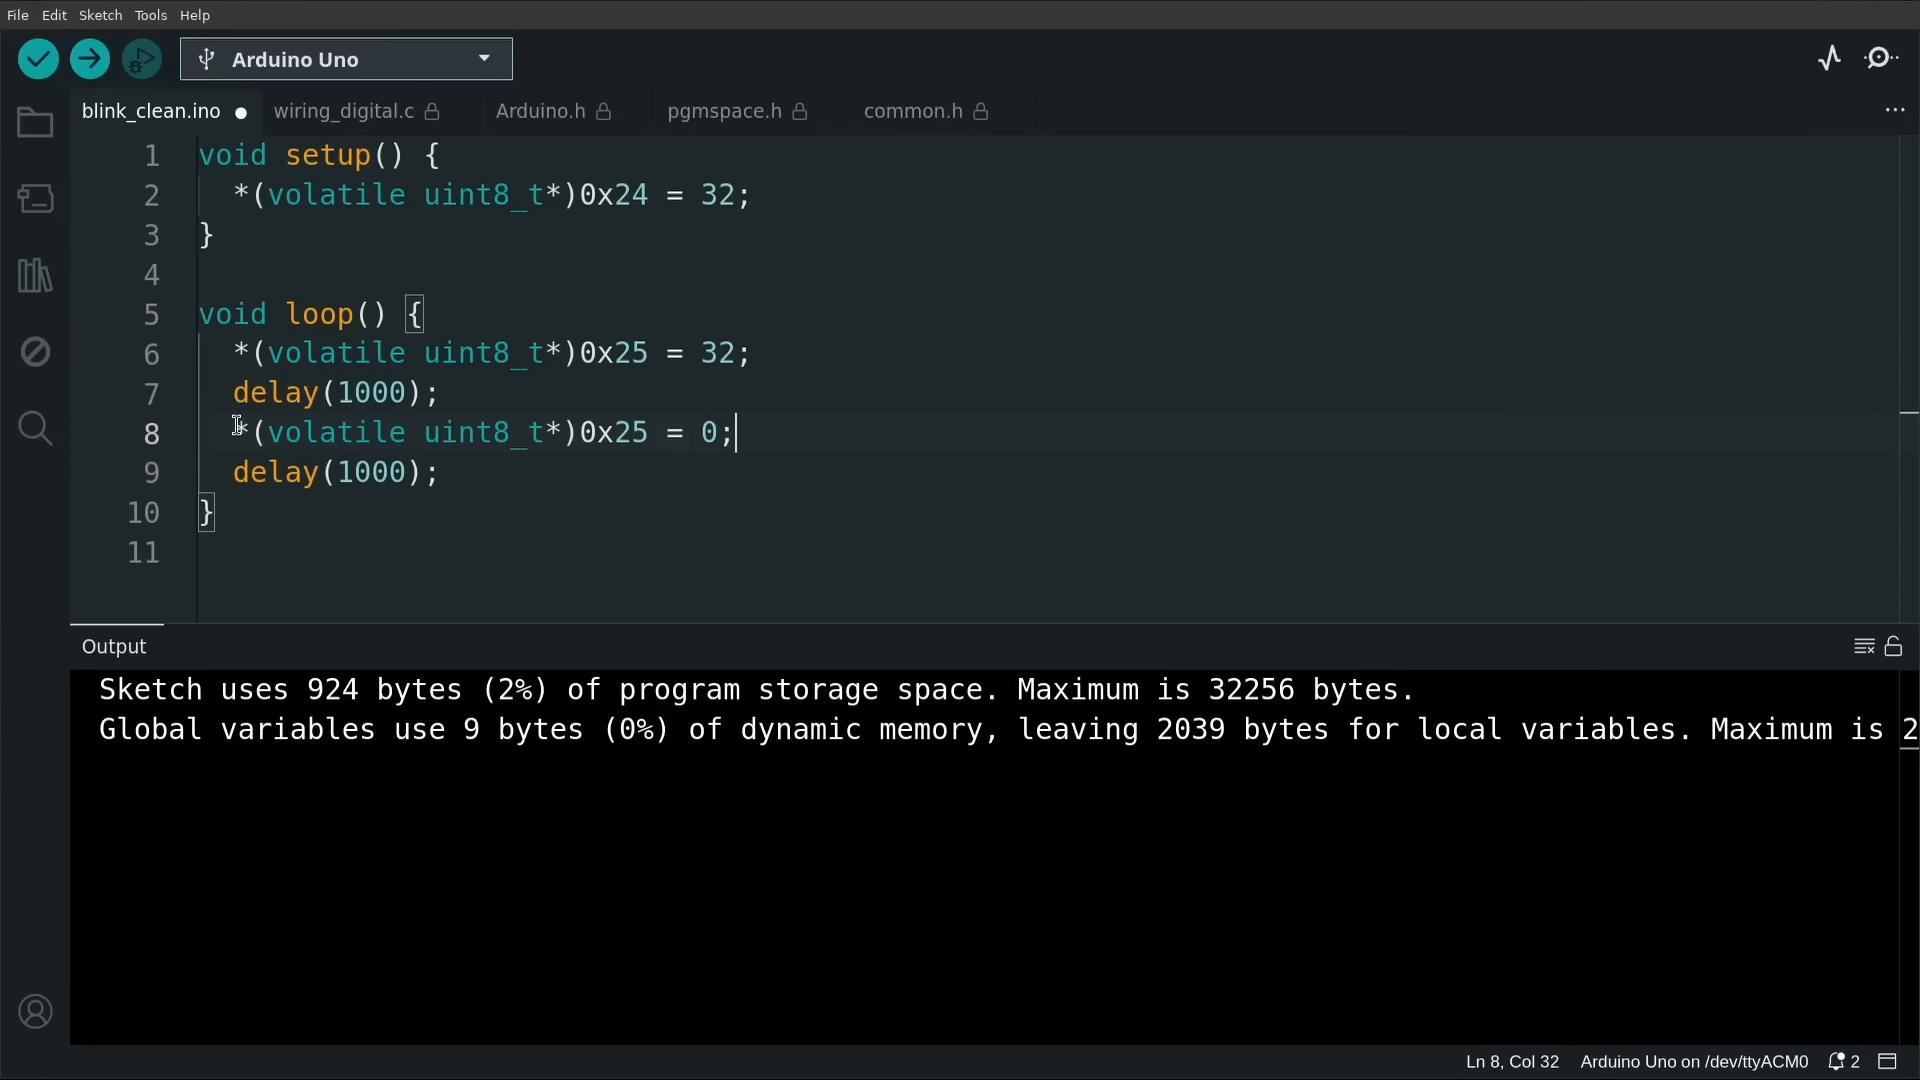 File Edit Sketch Tools Help
Arduino Uno
blink_clean.ino wiring_digital.c Arduino.h pgmspace.h common.h
1 void setup() {
2 *(volatile uint8_t*)0x24 = 32;
3 }
4
5 void loop() {
6 *(volatile uint8_t*)0x25 = 32;
7 delay(1000);
8 *(volatile uint8_t*)0x25 = 0;
9 delay(1000);
10 }
11
Output
Sketch uses 924 bytes (2%) of program storage space. Maximum is 32256 bytes.
Global variables use 9 bytes (0%) of dynamic memory, leaving 2039 bytes for local variables. Maximum is 2
Ln 8, Col 32 Arduino Uno on /dev/ttyACM0 2